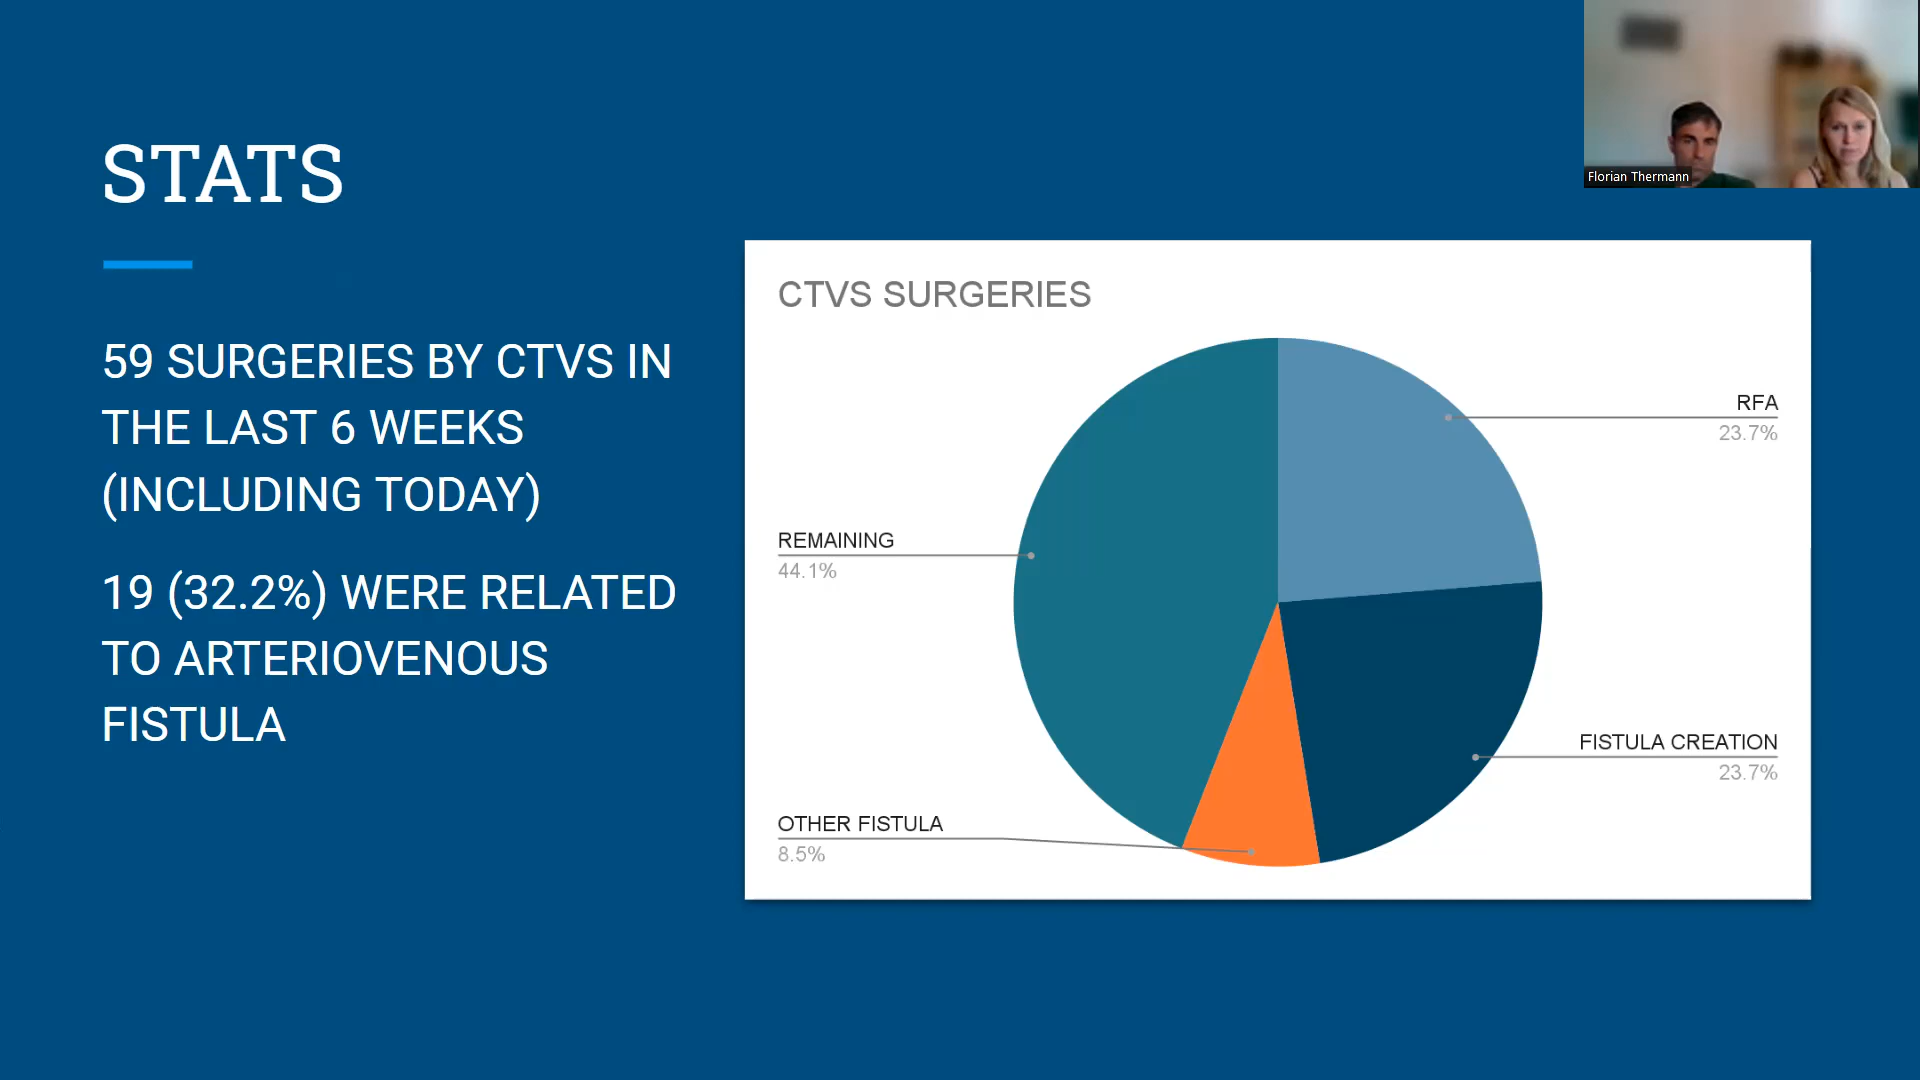 STATS
59 SURGERIES BY CTVS IN
THE LAST 6 WEEKS
(INCLUDING TODAY)
19 (32.2%) WERE RELATED
TO ARTERIOVENOUS
FISTULA
Florian Thermann
CTVS SURGERIES
RFA
23.7%
REMAINING
44.1%
FISTULA CREATION
23.7%
OTHER FISTULA
8.5%